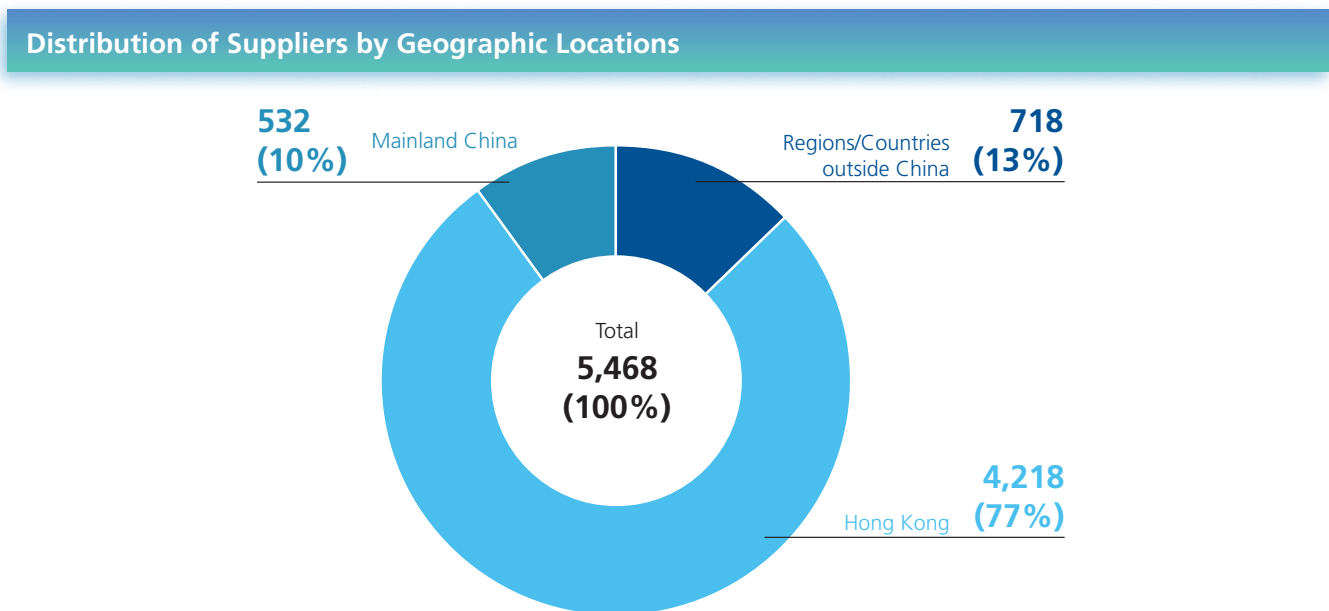 Distribution of Suppliers by Geographic Locations
532
(10%)
Mainland China
Regions/Countries
outside China
718
(13%)
Total
5,468
(100%)
Hong Kong
4,218
(77%)